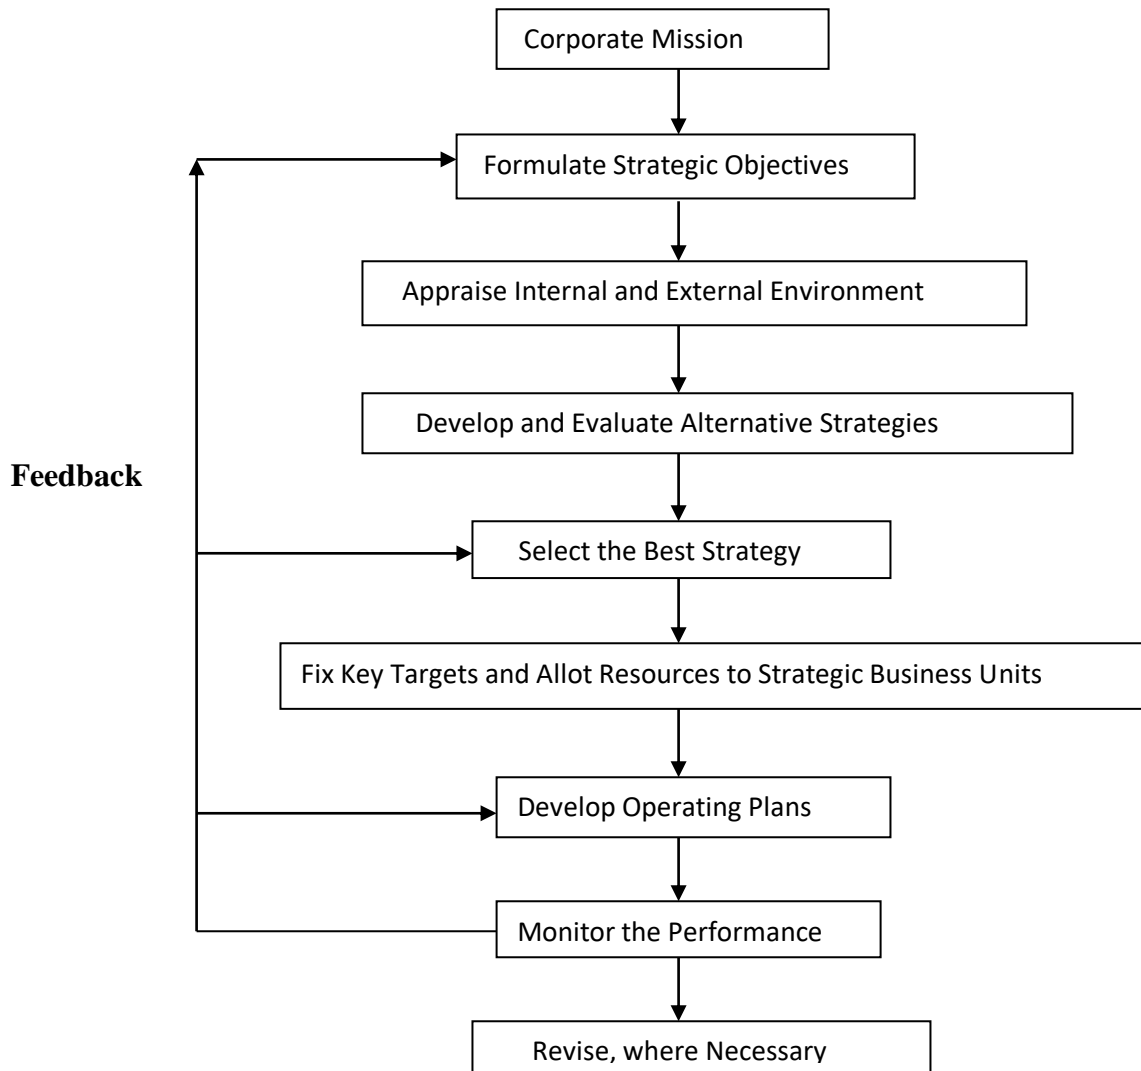 Corporate Mission
Formulate Strategic Objectives
Appraise Internal and External Environment
Develop and Evaluate Alternative Strategies
Feedback
Select the Best Strategy
Fix Key Targets and Allot Resources to Strategic Business Units
Develop Operating Plans
Monitor the Performance
Revise, where Necessary